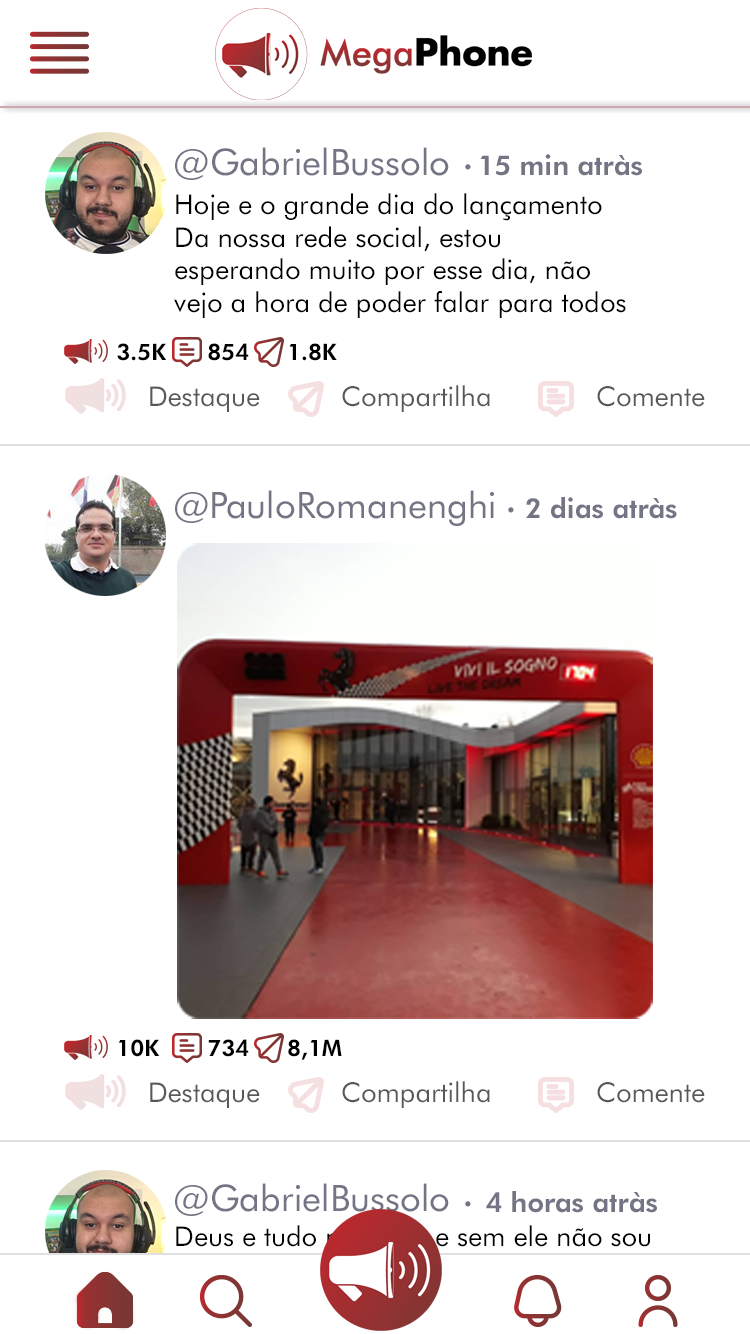 MegaPhone
@GabrielBussolo · 15 min atràs
Hoje e o grande dia do lançamento
Da nossa rede social, estou
esperando muito por esse dia, não
vejo a hora de poder falar para todos
3.5K 854 1.8K
Destaque Compartilha Comente
@PauloRomanenghi · 2 dias atràs
VIVI IL SOGNO 17:04
LIVE THE DREAM
10K 734 8,1M
Destaque Compartilha Comente
@GabrielBussolo · 4 horas atràs
Deus e tudo e sem ele não sou